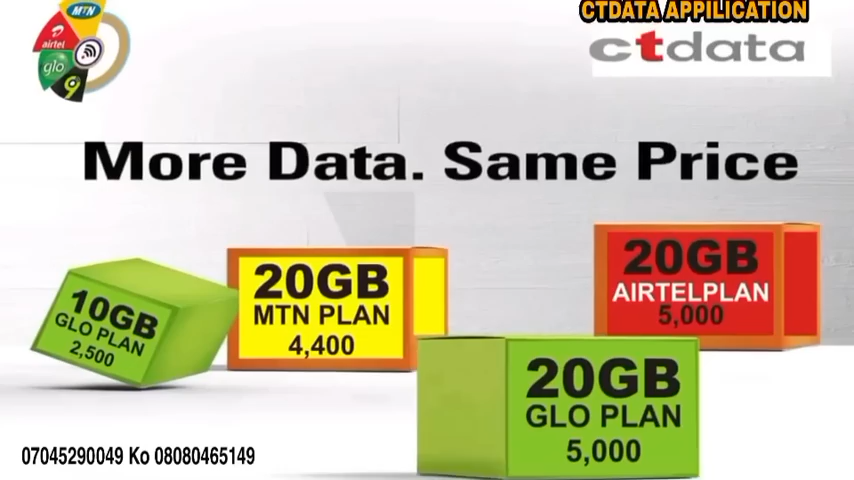 MTN
airtel
glo
9
CTDATA APPILICATION
ctdata
More Data. Same Price
10GB
GLO PLAN
2,500
20GB
MTN PLAN
4,400
20GB
AIRTELPLAN
5,000
20GB
GLO PLAN
5,000
07045290049 Ko 08080465149